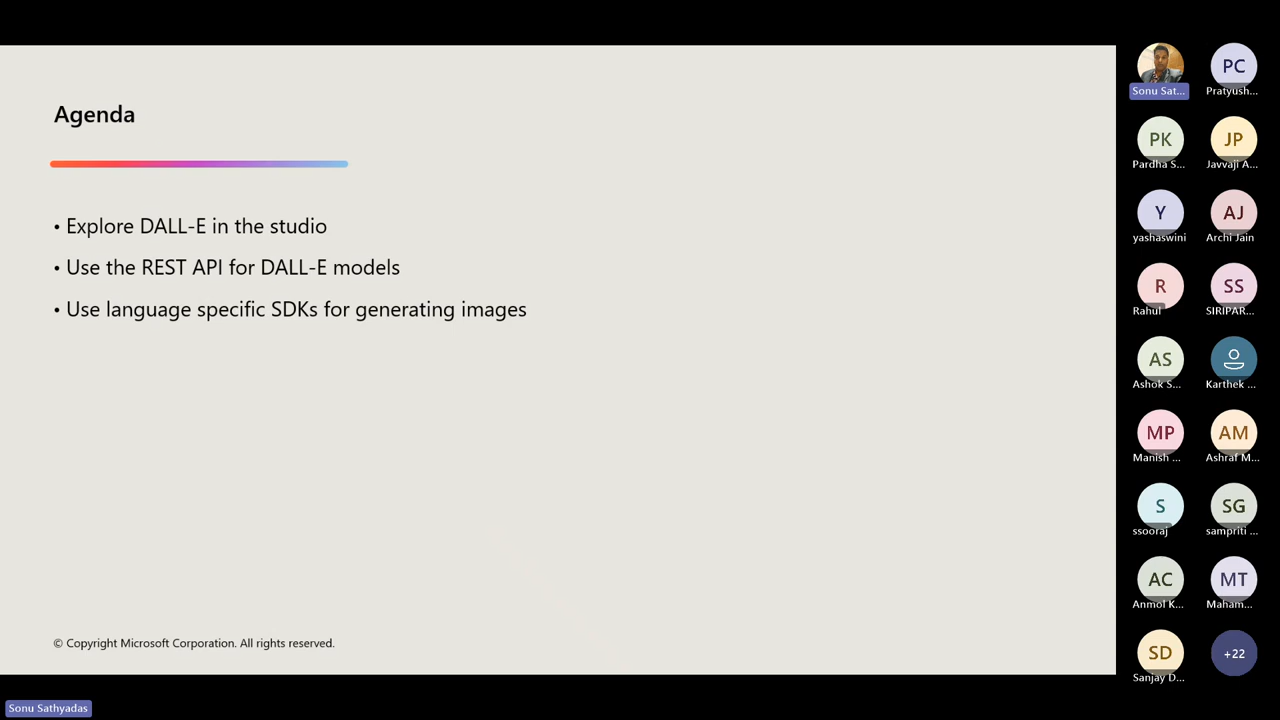 Agenda
• Explore DALL-E in the studio
• Use the REST API for DALL-E models
• Use language specific SDKs for generating images
© Copyright Microsoft Corporation. All rights reserved.
Sonu Sathyadas
Sonu Sat...
PC
Pratyush...
PK
Pardha S...
JP
Javvaji A...
Y
yashaswini
AJ
Archi Jain
R
Rahul
SS
SIRIPAR...
AS
Ashok S...
Karthek ...
MP
Manish ...
AM
Ashraf M...
S
ssooraj
SG
sampriti ...
AC
Anmol K...
MT
Maham...
SD
Sanjay D...
+22